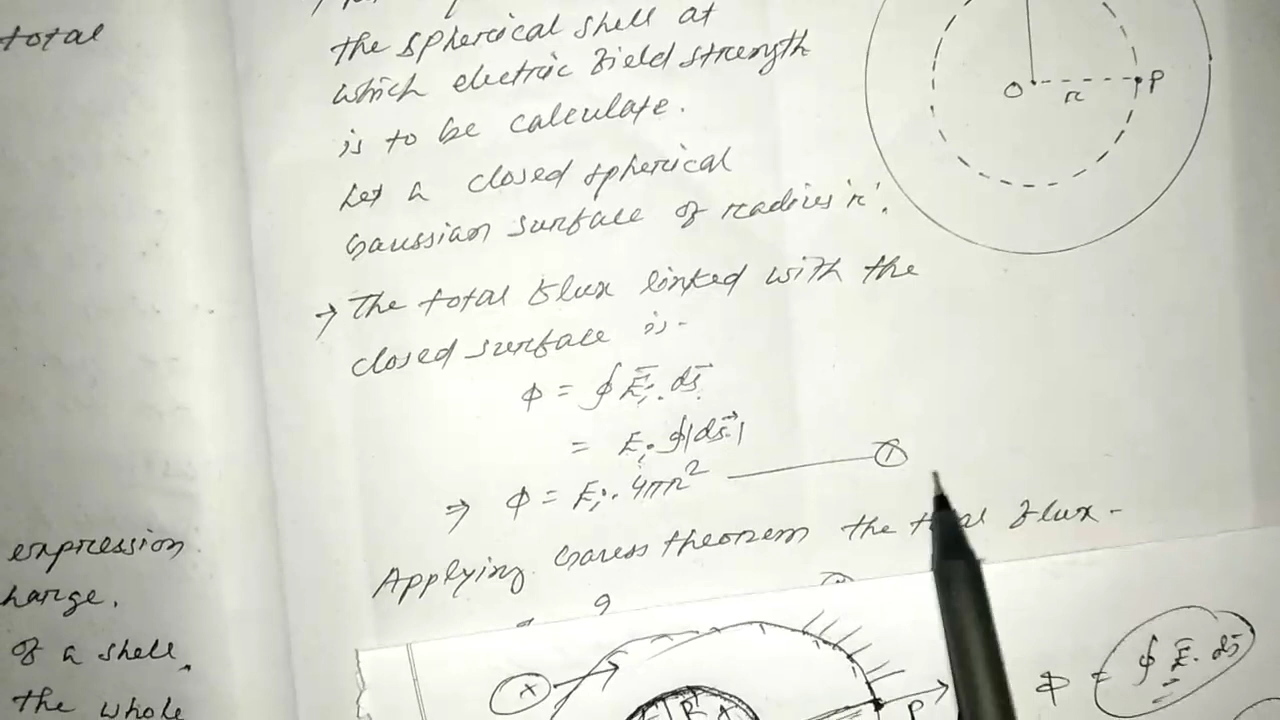 total
the spherical shell at
which electric field strength
is to be calculate.
Let a closed spherical
Gaussian surface of radius 'r'.
→ The total flux linked with the
closed surface is-
ϕ = ∮ E⃗i . ds⃗
= Ei ∮|ds⃗|
⇒ ϕ = Ei . 4πr² —— 1
Applying Gauss theorem the total flux -
q
O
r
P
expression
harge.
of a shell
the whole
+
R
P
ϕ = ∮ E⃗ . ds⃗